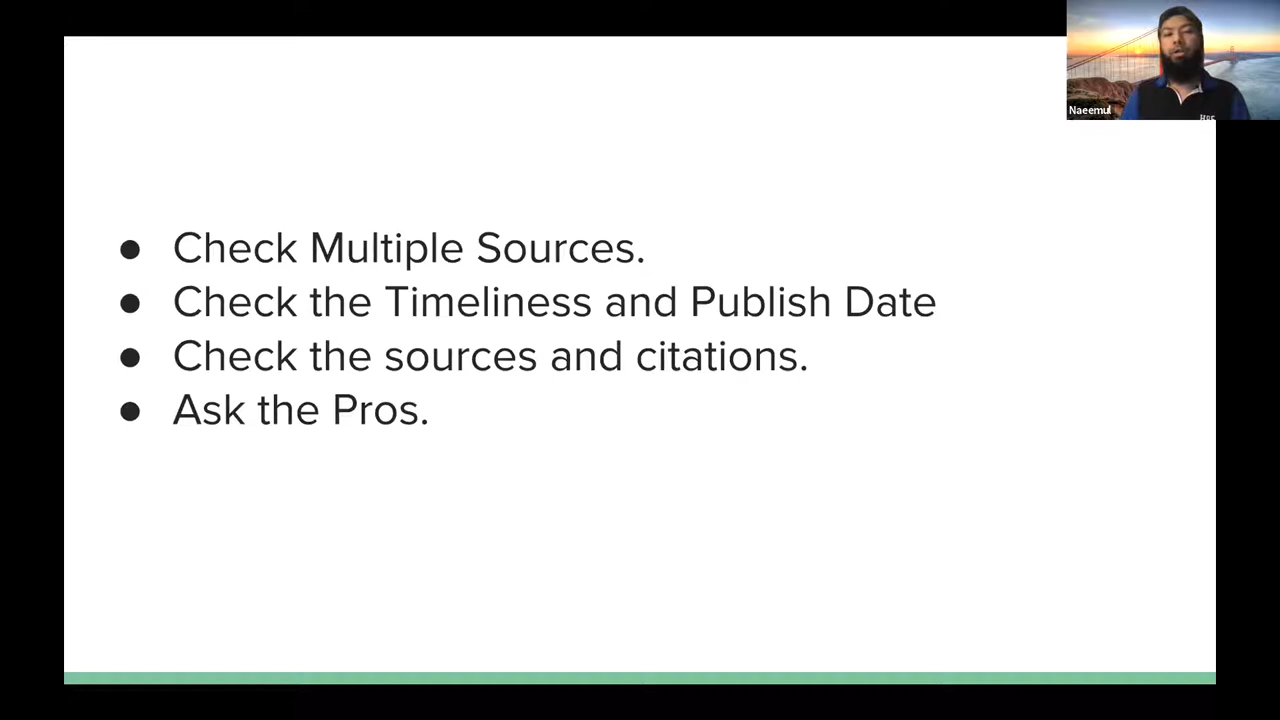 Naeemul
● Check Multiple Sources.
● Check the Timeliness and Publish Date
● Check the sources and citations.
● Ask the Pros.